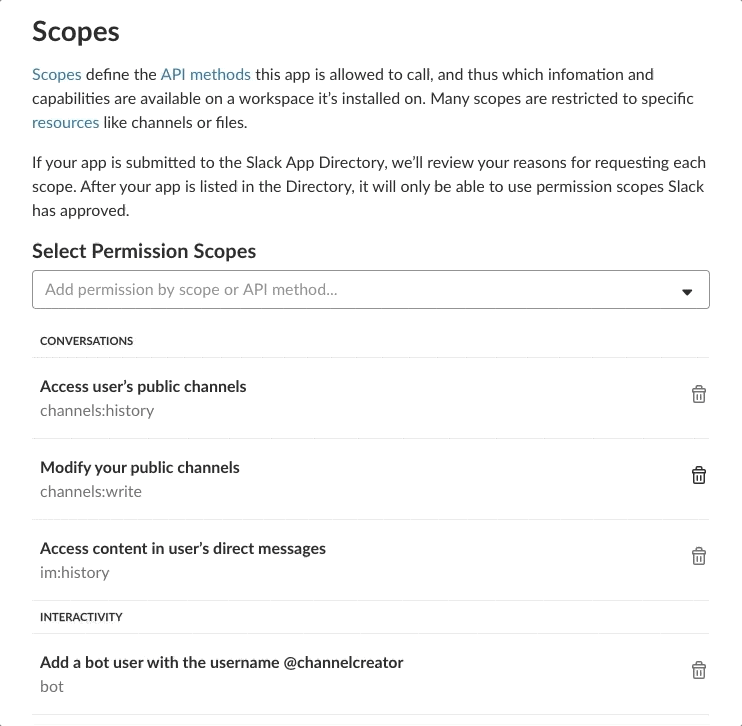 Scopes
Scopes define the API methods this app is allowed to call, and thus which infomation and
capabilities are available on a workspace it’s installed on. Many scopes are restricted to specific
resources like channels or files.
If your app is submitted to the Slack App Directory, we’ll review your reasons for requesting each
scope. After your app is listed in the Directory, it will only be able to use permission scopes Slack
has approved.
Select Permission Scopes
Add permission by scope or API method...
CONVERSATIONS
Access user’s public channels
channels:history
Modify your public channels
channels:write
Access content in user’s direct messages
im:history
INTERACTIVITY
Add a bot user with the username @channelcreator
bot